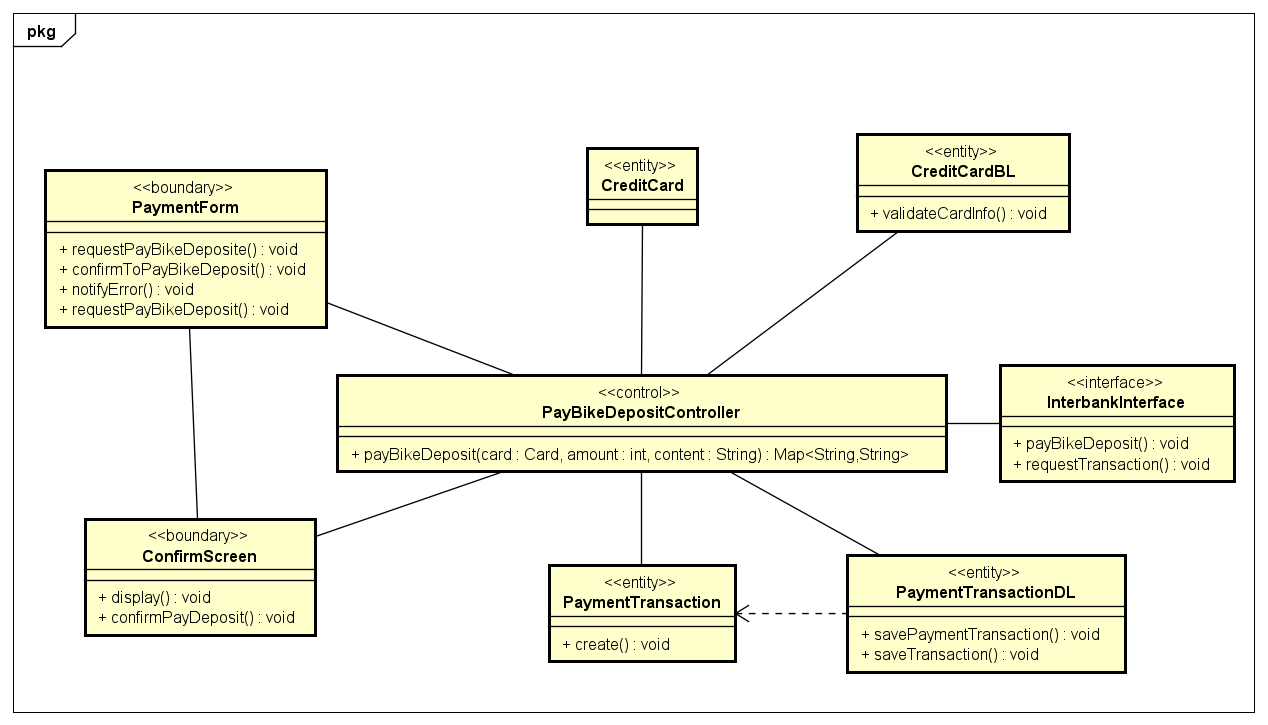 pkg
<<boundary>>
PaymentForm
+ requestPayBikeDeposite() : void
+ confirmToPayBikeDeposit() : void
+ notifyError() : void
+ requestPayBikeDeposit() : void
<<entity>>
CreditCard
<<entity>>
CreditCardBL
+ validateCardInfo() : void
<<control>>
PayBikeDepositController
+ payBikeDeposit(card : Card, amount : int, content : String) : Map<String,String>
<<interface>>
InterbankInterface
+ payBikeDeposit() : void
+ requestTransaction() : void
<<boundary>>
ConfirmScreen
+ display() : void
+ confirmPayDeposit() : void
<<entity>>
PaymentTransaction
+ create() : void
<<entity>>
PaymentTransactionDL
+ savePaymentTransaction() : void
+ saveTransaction() : void